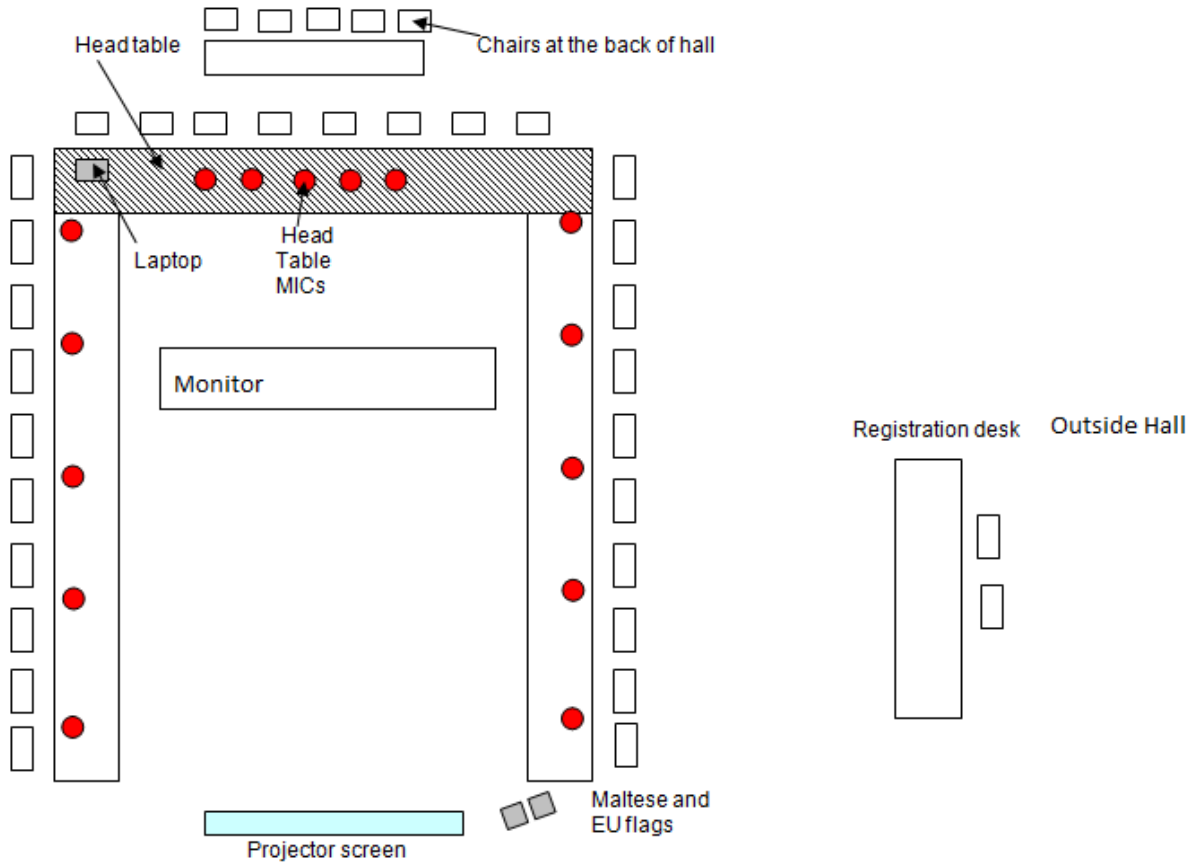 Head table
Chairs at the back of hall
Laptop
Head
Table
MICs
Monitor
Registration desk
Outside Hall
Maltese and
EU flags
Projector screen